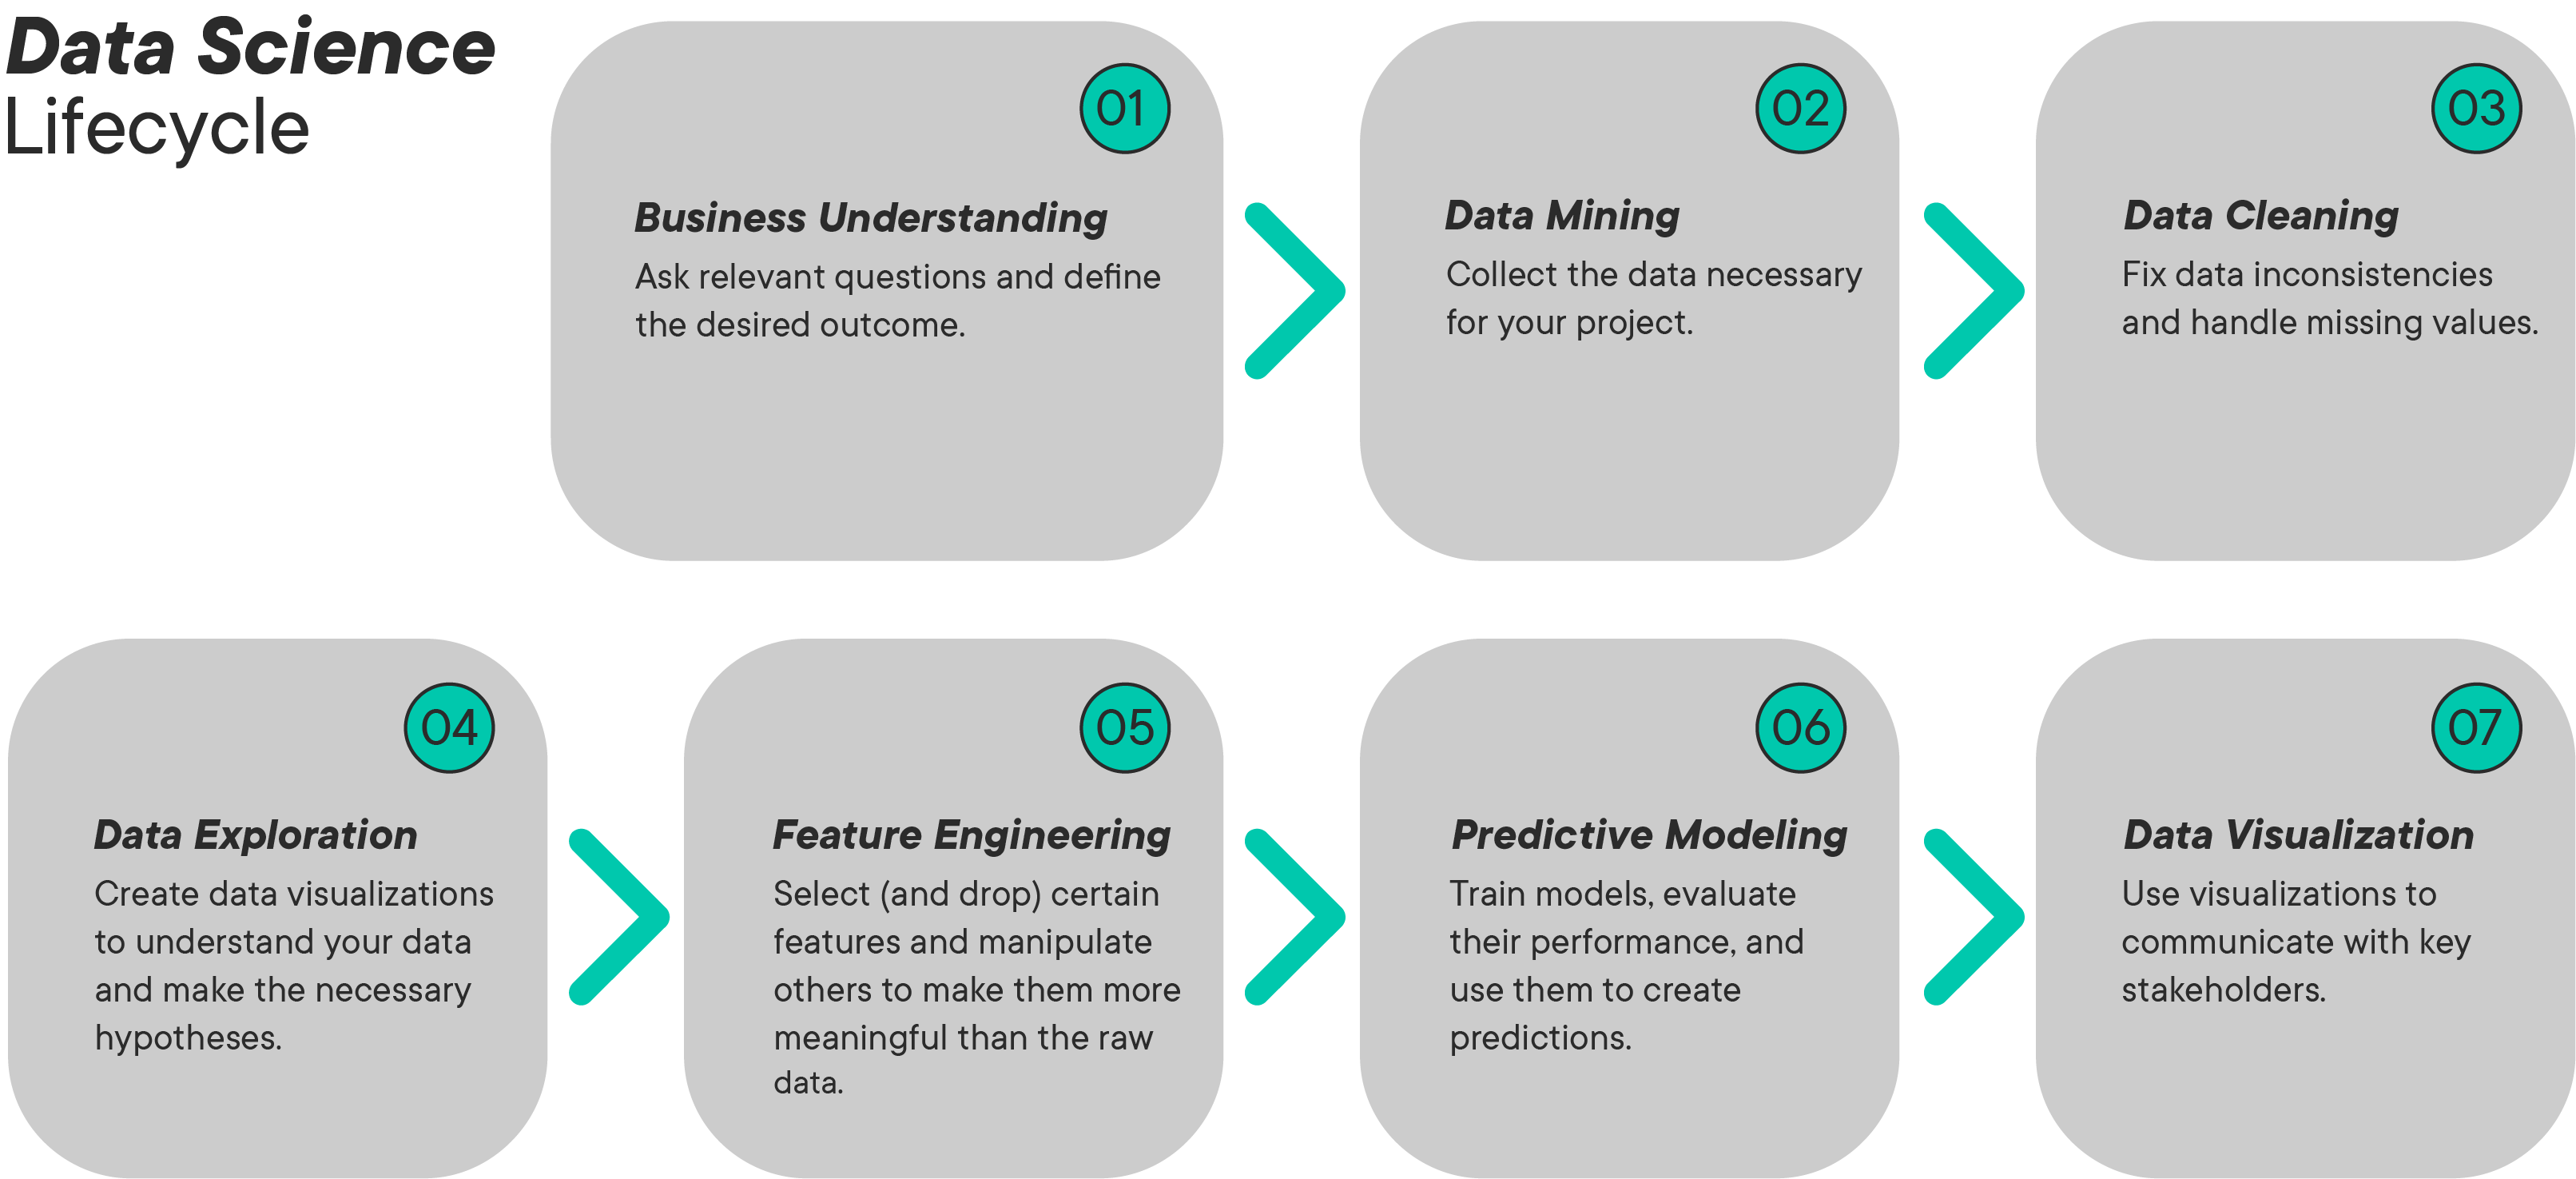 Data Science
Lifecycle
01
Business Understanding
Ask relevant questions and define
the desired outcome.
02
Data Mining
Collect the data necessary
for your project.
03
Data Cleaning
Fix data inconsistencies
and handle missing values.
04
Data Exploration
Create data visualizations
to understand your data
and make the necessary
hypotheses.
05
Feature Engineering
Select (and drop) certain
features and manipulate
others to make them more
meaningful than the raw
data.
06
Predictive Modeling
Train models, evaluate
their performance, and
use them to create
predictions.
07
Data Visualization
Use visualizations to
communicate with key
stakeholders.